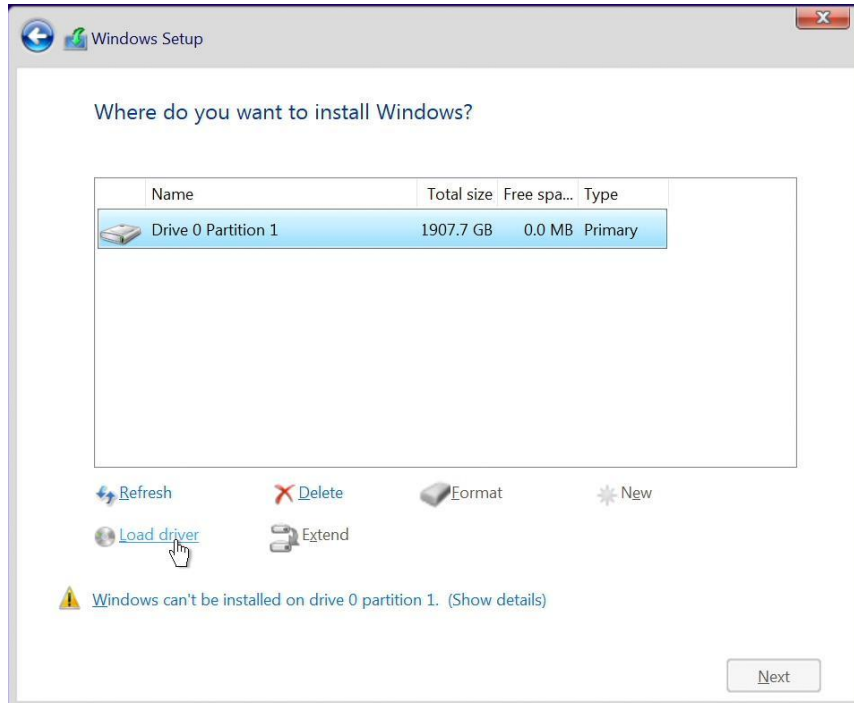 Windows Setup
Where do you want to install Windows?
Name Total size Free spa... Type
Drive 0 Partition 1 1907.7 GB 0.0 MB Primary
Refresh Delete Format New
Load driver Extend
Windows can't be installed on drive 0 partition 1. (Show details)
Next